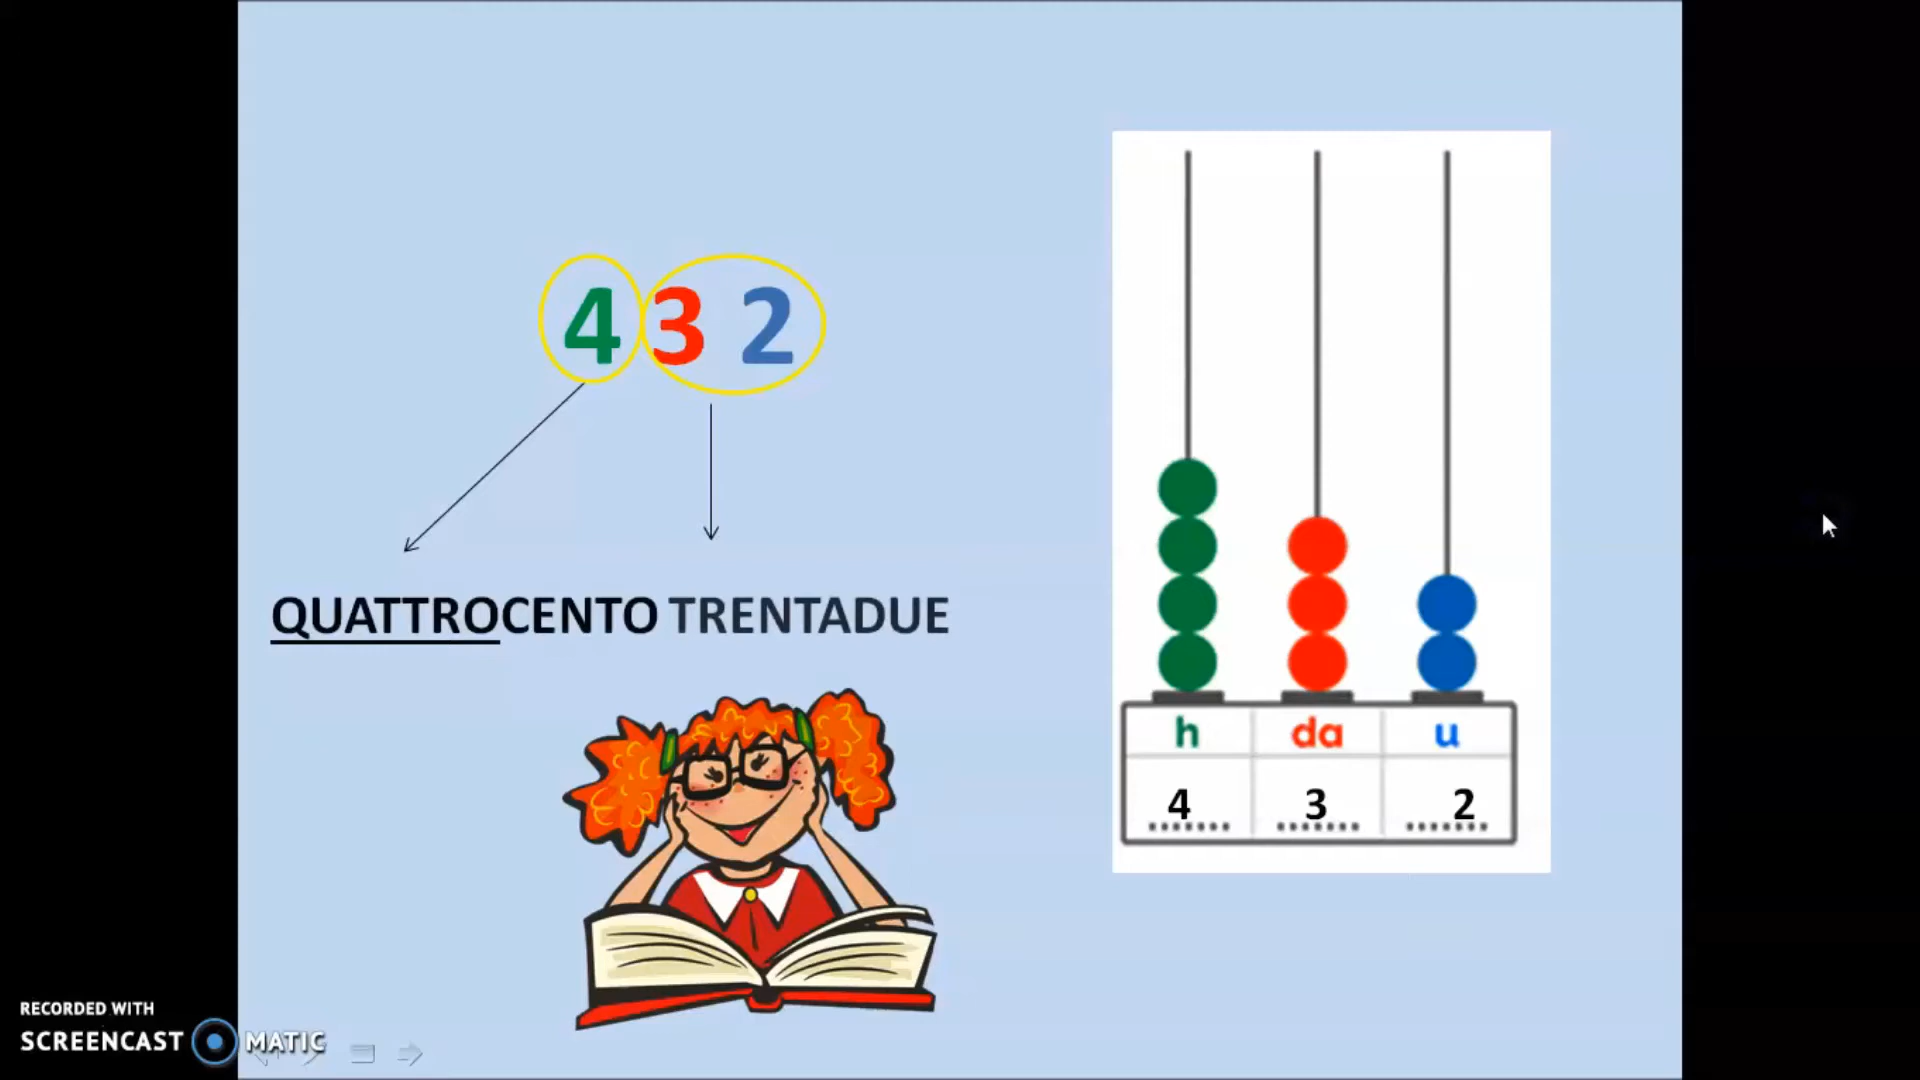 4 3 2
QUATTROCENTO TRENTADUE
h da u
4 3 2
RECORDED WITH
SCREENCAST MATIC